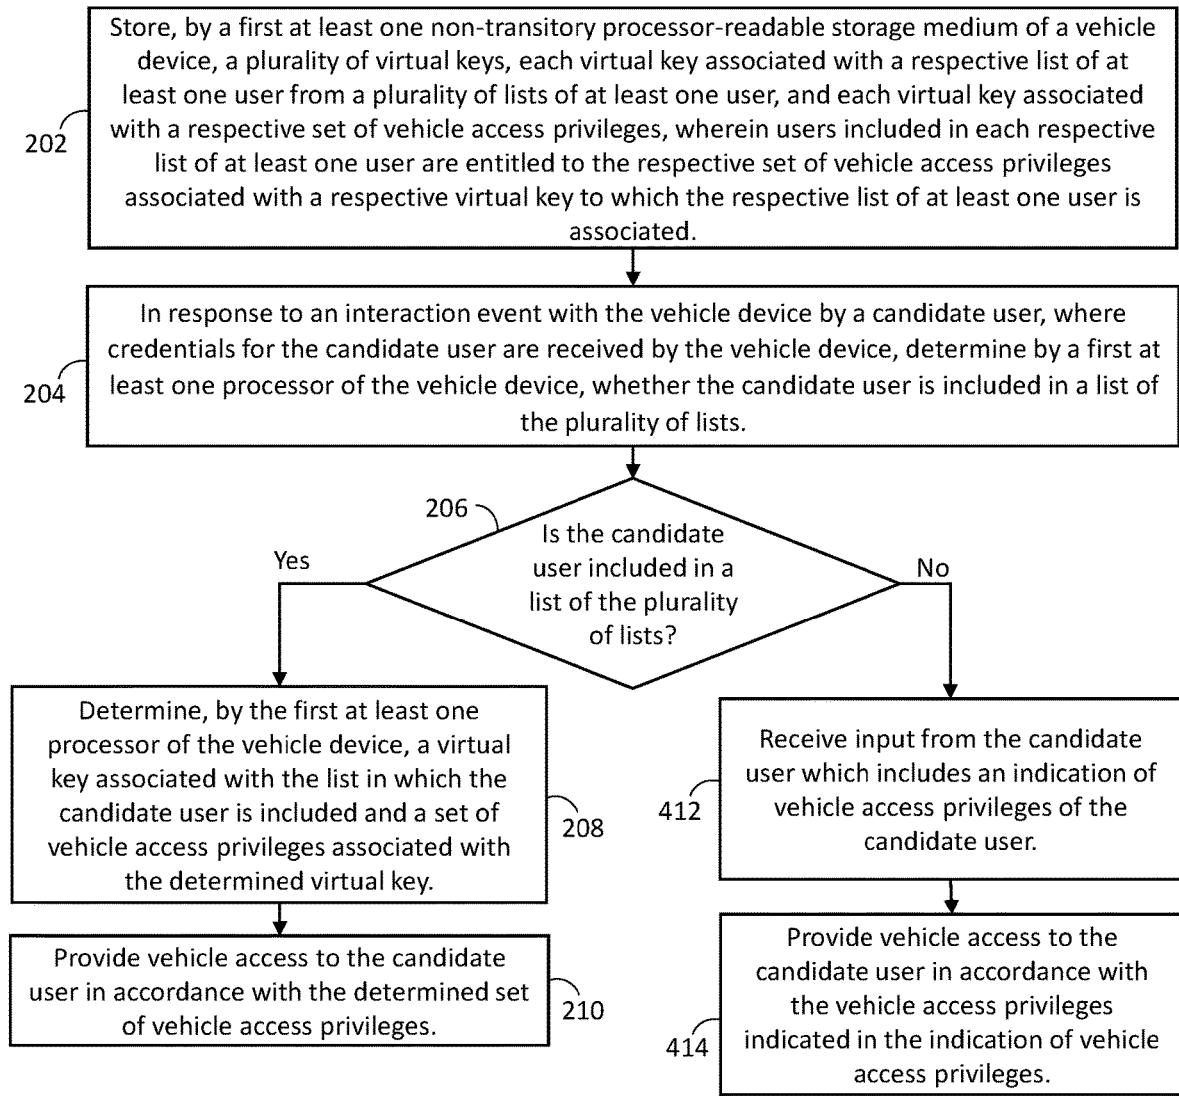 Store, by a first at least one non-transitory processor-readable storage medium of a vehicle
device, a plurality of virtual keys, each virtual key associated with a respective list of at
least one user from a plurality of lists of at least one user, and each virtual key associated
with a respective set of vehicle access privileges, wherein users included in each respective
list of at least one user are entitled to the respective set of vehicle access privileges
associated with a respective virtual key to which the respective list of at least one user is
associated.
202
In response to an interaction event with the vehicle device by a candidate user, where
credentials for the candidate user are received by the vehicle device, determine by a first at
least one processor of the vehicle device, whether the candidate user is included in a list of
the plurality of lists.
204
206
Is the candidate
user included in a
list of the plurality
of lists?
Yes
No
Determine, by the first at least one
processor of the vehicle device, a virtual
key associated with the list in which the
candidate user is included and a set of
vehicle access privileges associated with
the determined virtual key.
208
Provide vehicle access to the candidate
user in accordance with the determined set
of vehicle access privileges.
210
Receive input from the candidate
user which includes an indication of
vehicle access privileges of the
candidate user.
412
Provide vehicle access to the
candidate user in accordance with
the vehicle access privileges
indicated in the indication of vehicle
access privileges.
414